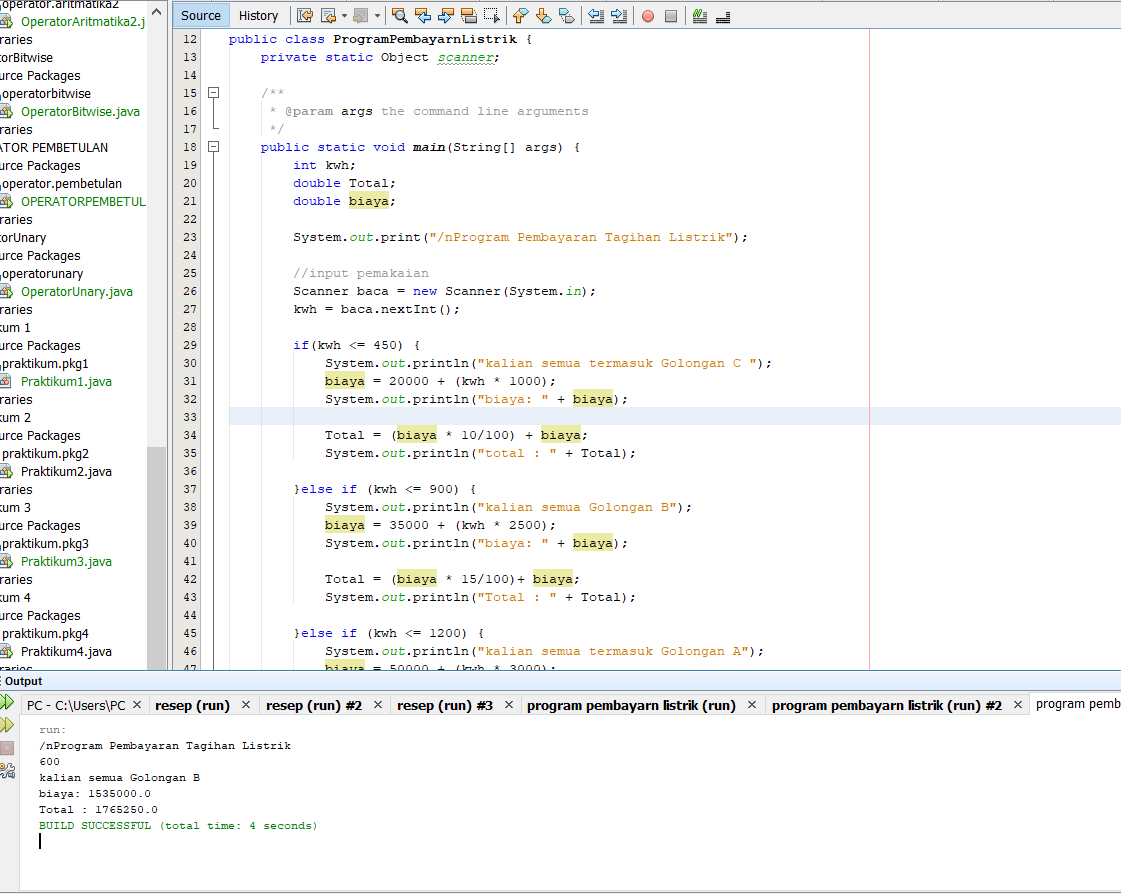 operator.aritmatika2
OperatorAritmatika2.j
raries
torBitwise
urce Packages
operatorbitwise
OperatorBitwise.java
raries
ATOR PEMBETULAN
urce Packages
operator.pembetulan
OPERATORPEMBETUL
raries
torUnary
urce Packages
operatorunary
OperatorUnary.java
raries
kum 1
urce Packages
praktikum.pkg1
Praktikum1.java
raries
kum 2
urce Packages
praktikum.pkg2
Praktikum2.java
raries
kum 3
urce Packages
praktikum.pkg3
Praktikum3.java
raries
kum 4
urce Packages
praktikum.pkg4
Praktikum4.java
raries
Source History
12 public class ProgramPembayarnListrik {
13 private static Object scanner;
14
15 /**
16 * @param args the command line arguments
17 */
18 public static void main(String[] args) {
19 int kwh;
20 double Total;
21 double biaya;
22
23 System.out.print("/nProgram Pembayaran Tagihan Listrik");
24
25 //input pemakaian
26 Scanner baca = new Scanner(System.in);
27 kwh = baca.nextInt();
28
29 if(kwh <= 450) {
30 System.out.println("kalian semua termasuk Golongan C ");
31 biaya = 20000 + (kwh * 1000);
32 System.out.println("biaya: " + biaya);
33
34 Total = (biaya * 10/100) + biaya;
35 System.out.println("total : " + Total);
36
37 }else if (kwh <= 900) {
38 System.out.println("kalian semua Golongan B");
39 biaya = 35000 + (kwh * 2500);
40 System.out.println("biaya: " + biaya);
41
42 Total = (biaya * 15/100)+ biaya;
43 System.out.println("Total : " + Total);
44
45 }else if (kwh <= 1200) {
46 System.out.println("kalian semua termasuk Golongan A");
47 biaya = 50000 + (kwh * 3000);
Output
PC - C:\Users\PC × resep (run) × resep (run) #2 × resep (run) #3 × program pembayarn listrik (run) × program pembayarn listrik (run) #2 × program pemb
run:
/nProgram Pembayaran Tagihan Listrik
600
kalian semua Golongan B
biaya: 1535000.0
Total : 1765250.0
BUILD SUCCESSFUL (total time: 4 seconds)